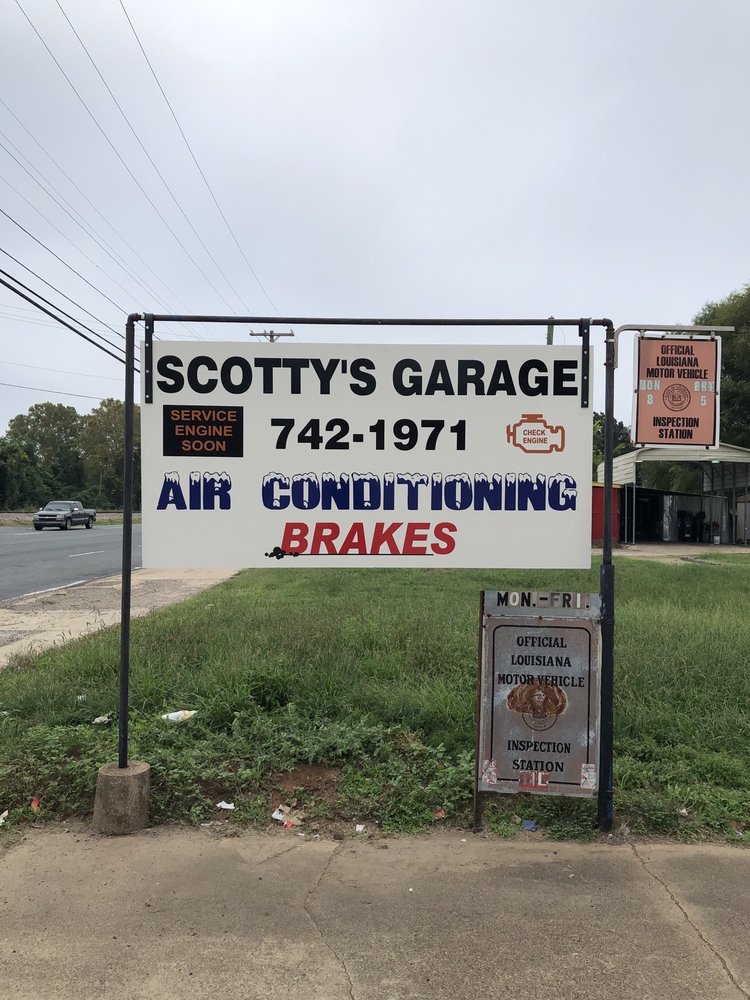 SCOTTY'S GARAGE
SERVICE
ENGINE
SOON
742-1971
CHECK
ENGINE
AIR CONDITIONING
BRAKES
OFFICIAL
LOUISIANA
MOTOR VEHICLE
MON FRI
8 5
INSPECTION
STATION
MON.-FRI.
OFFICIAL
LOUISIANA
MOTOR VEHICLE
INSPECTION
STATION